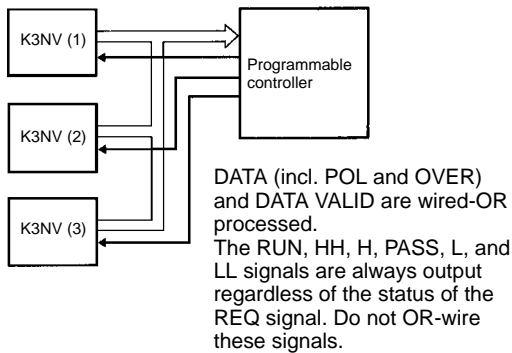 K3NV (1)
Programmable
controller
K3NV (2)
K3NV (3)
DATA (incl. POL and OVER)
and DATA VALID are wired-OR
processed.
The RUN, HH, H, PASS, L, and
LL signals are always output
regardless of the status of the
REQ signal. Do not OR-wire
these signals.